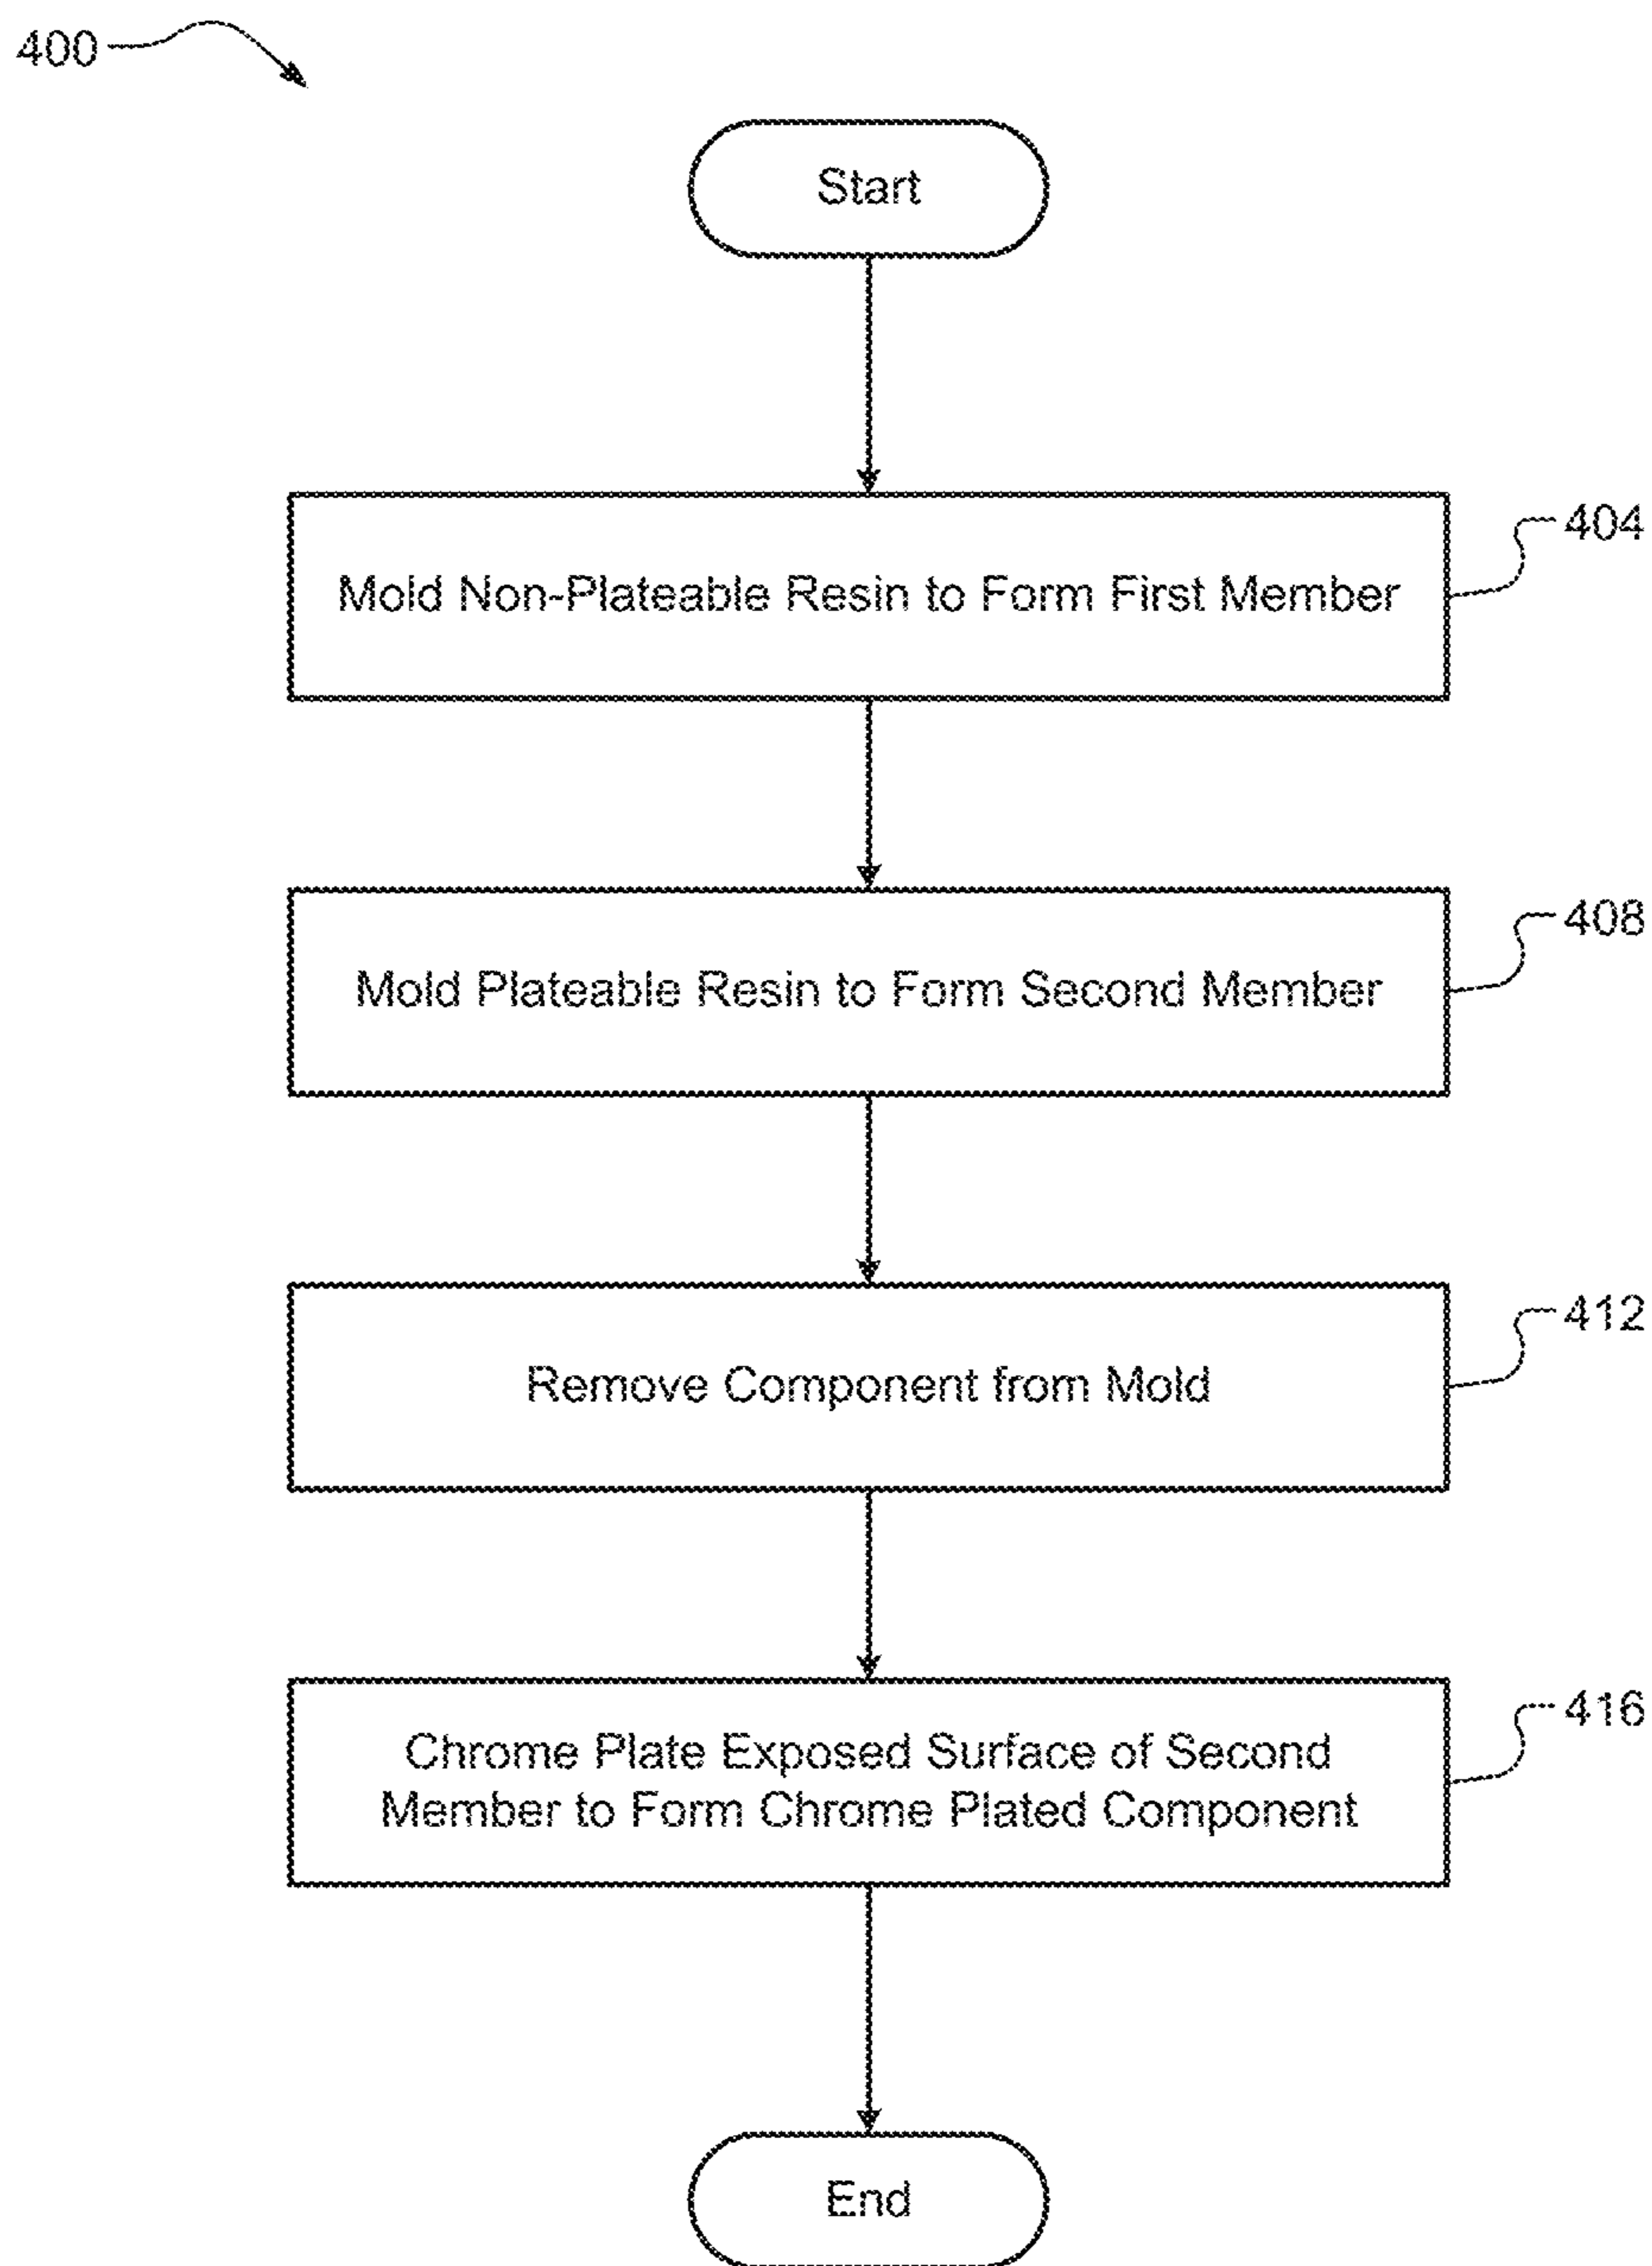 400
Start
Mold Non-Plateable Resin to Form First Member
404
Mold Plateable Resin to Form Second Member
408
Remove Component from Mold
412
Chrome Plate Exposed Surface of Second
Member to Form Chrome Plated Component
416
End